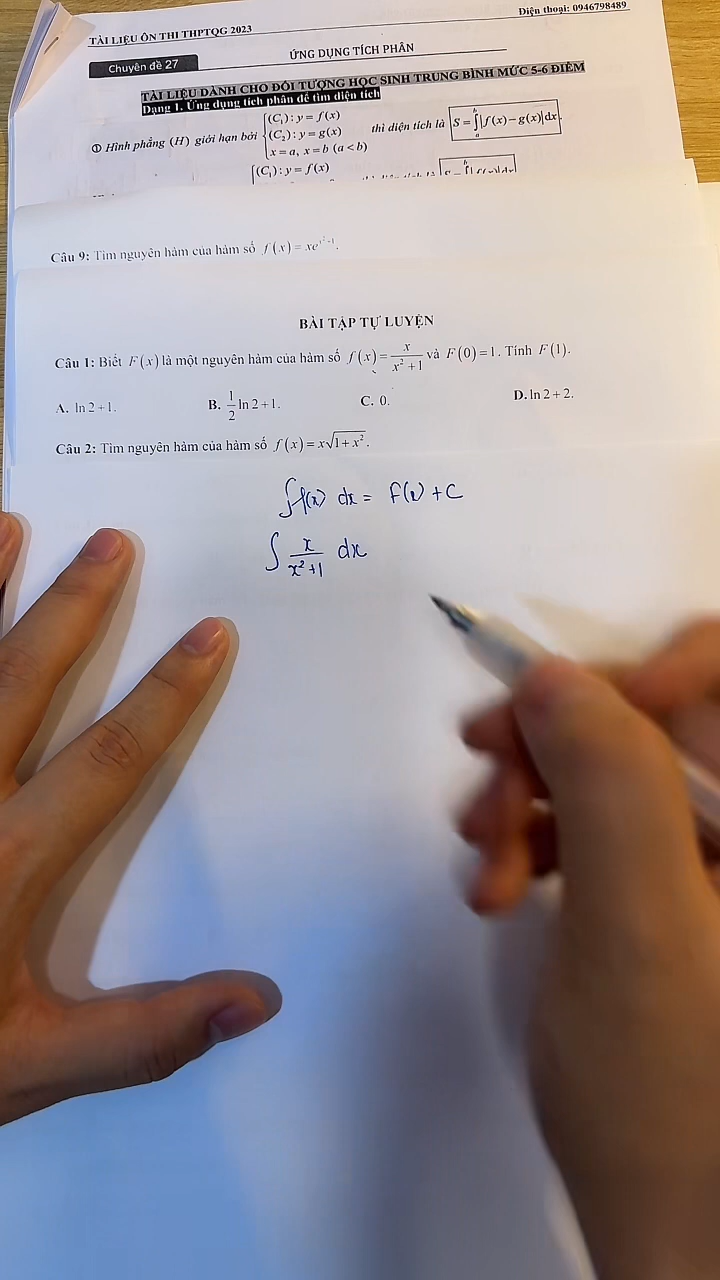 Điện thoại: 0946798489
TÀI LIỆU ÔN THI THPTQG 2023
Chuyên đề 27
ỨNG DỤNG TÍCH PHÂN
TÀI LIỆU DÀNH CHO ĐỐI TƯỢNG HỌC SINH TRUNG BÌNH MỨC 5-6 ĐIỂM
Dạng 1. Ứng dụng tích phân để tìm diện tích
① Hình phẳng (H) giới hạn bởi { (C₁): y = f(x) (C₂): y = g(x) x = a, x = b (a < b) thì diện tích là S = ∫ₐᵇ |f(x) − g(x)| dx.
(C₁): y = f(x)
Câu 9: Tìm nguyên hàm của hàm số f(x) = xe^(x²+1).
BÀI TẬP TỰ LUYỆN
Câu 1: Biết F(x) là một nguyên hàm của hàm số f(x) = x/(x² + 1) và F(0) = 1. Tính F(1).
A. ln 2 + 1. B. 1/2 ln 2 + 1. C. 0. D. ln 2 + 2.
Câu 2: Tìm nguyên hàm của hàm số f(x) = x√(1 + x²).
∫ f(x) dx = F(x) + C
∫ x/(x² + 1) dx